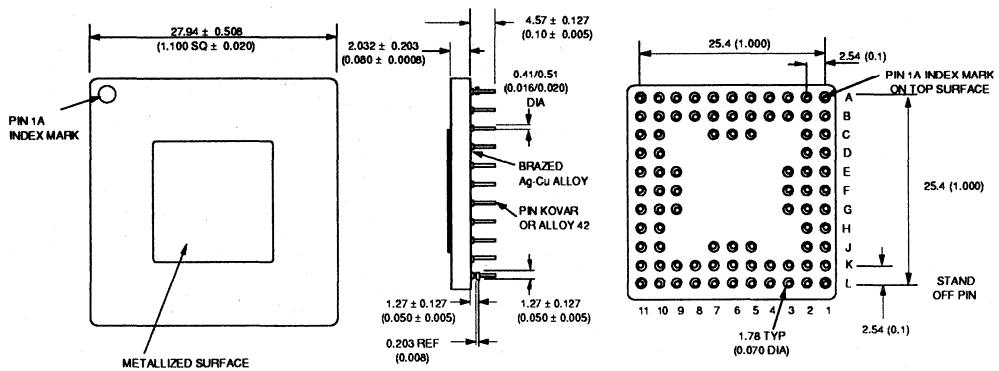 27.94 ± 0.508
(1.100 SQ ± 0.020)
PIN 1A
INDEX MARK
METALLIZED SURFACE
4.57 ± 0.127
(0.10 ± 0.005)
2.032 ± 0.203
(0.080 ± 0.0008)
0.41/0.51
(0.016/0.020)
DIA
BRAZED
Ag-Cu ALLOY
PIN KOVAR
OR ALLOY 42
1.27 ± 0.127
(0.050 ± 0.005)
1.27 ± 0.127
(0.050 ± 0.005)
0.203 REF
(0.008)
25.4 (1.000)
2.54 (0.1)
PIN 1A INDEX MARK
ON TOP SURFACE
A
B
C
D
E
F
G
H
J
K
L
25.4 (1.000)
STAND
OFF PIN
11 10 9 8 7 6 5 4 3 2 1
2.54 (0.1)
1.78 TYP
(0.070 DIA)